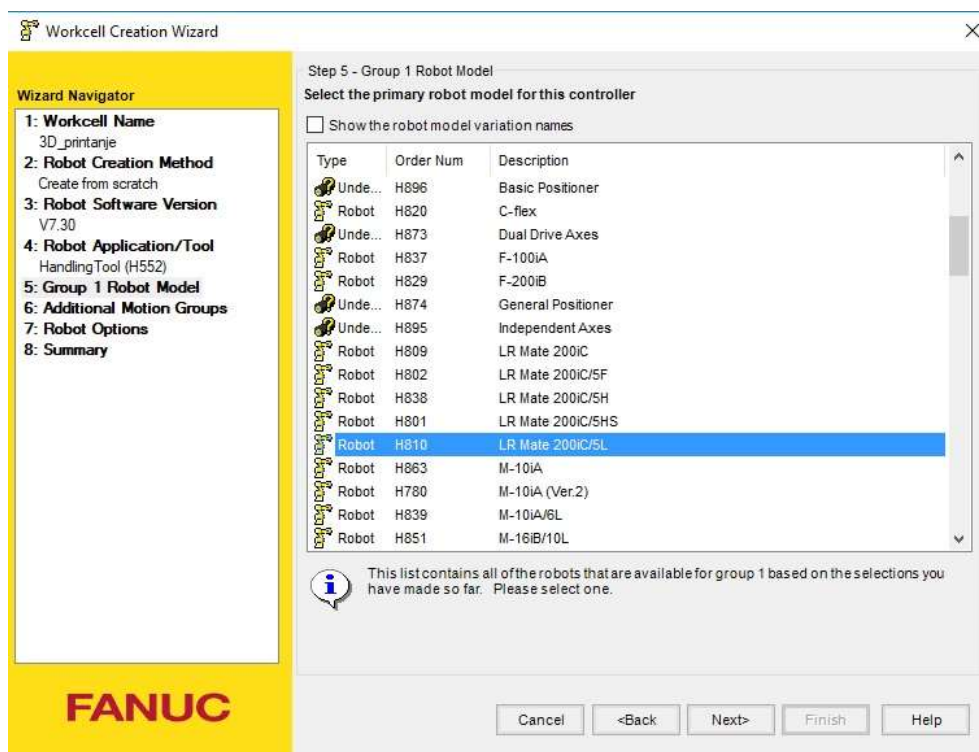 Workcell Creation Wizard
Wizard Navigator
1: Workcell Name
3D_printanje
2: Robot Creation Method
Create from scratch
3: Robot Software Version
V7.30
4: Robot Application/Tool
HandlingTool (H552)
5: Group 1 Robot Model
6: Additional Motion Groups
7: Robot Options
8: Summary
FANUC
Step 5 - Group 1 Robot Model
Select the primary robot model for this controller
Show the robot model variation names
Type Order Num Description
Unde... H896 Basic Positioner
Robot H820 C-flex
Unde... H873 Dual Drive Axes
Robot H837 F-100iA
Robot H829 F-200iB
Unde... H874 General Positioner
Unde... H895 Independent Axes
Robot H809 LR Mate 200iC
Robot H802 LR Mate 200iC/5F
Robot H838 LR Mate 200iC/5H
Robot H801 LR Mate 200iC/5HS
Robot H810 LR Mate 200iC/5L
Robot H863 M-10iA
Robot H780 M-10iA (Ver.2)
Robot H839 M-10iA/6L
Robot H851 M-16iB/10L
This list contains all of the robots that are available for group 1 based on the selections you
have made so far. Please select one.
Cancel <Back Next> Finish Help